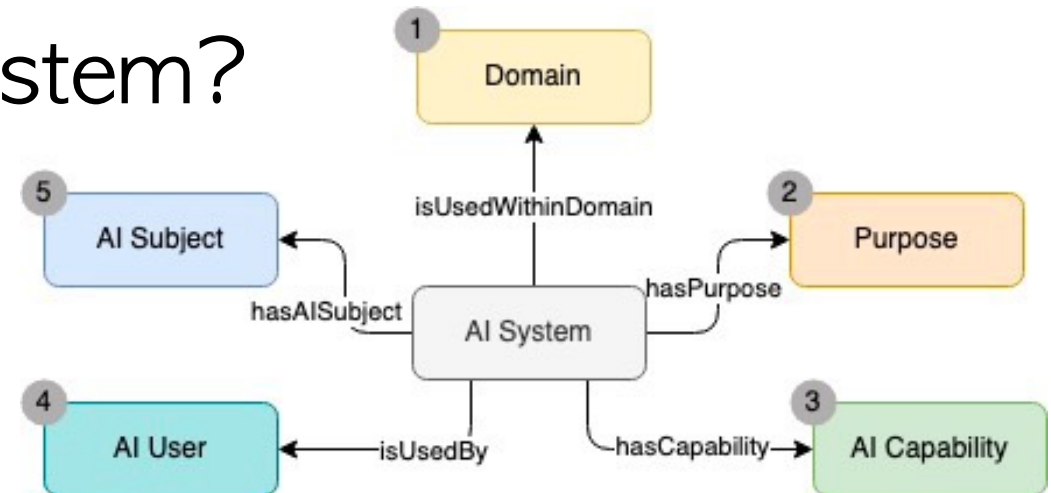 stem?
1
Domain
isUsedWithinDomain
5
AI Subject
2
Purpose
hasAISubject
hasPurpose
AI System
4
AI User
isUsedBy
3
AI Capability
hasCapability